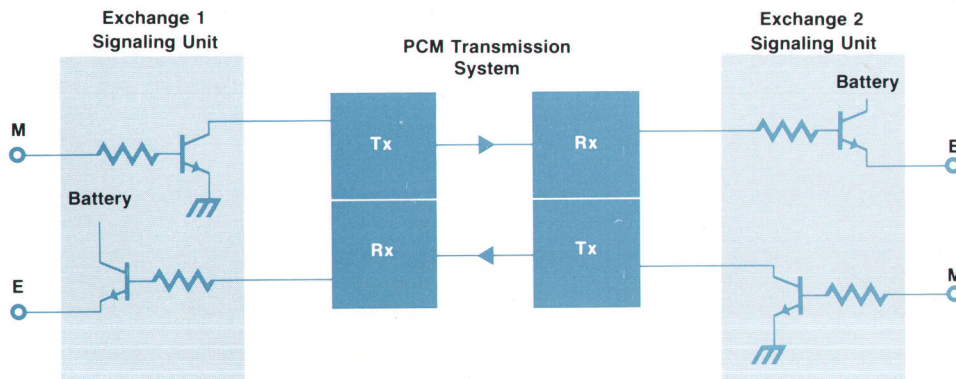 Exchange 1
Signaling Unit
PCM Transmission
System
Exchange 2
Signaling Unit
Battery
M
Tx
Rx
E
Battery
Rx
Tx
E
M